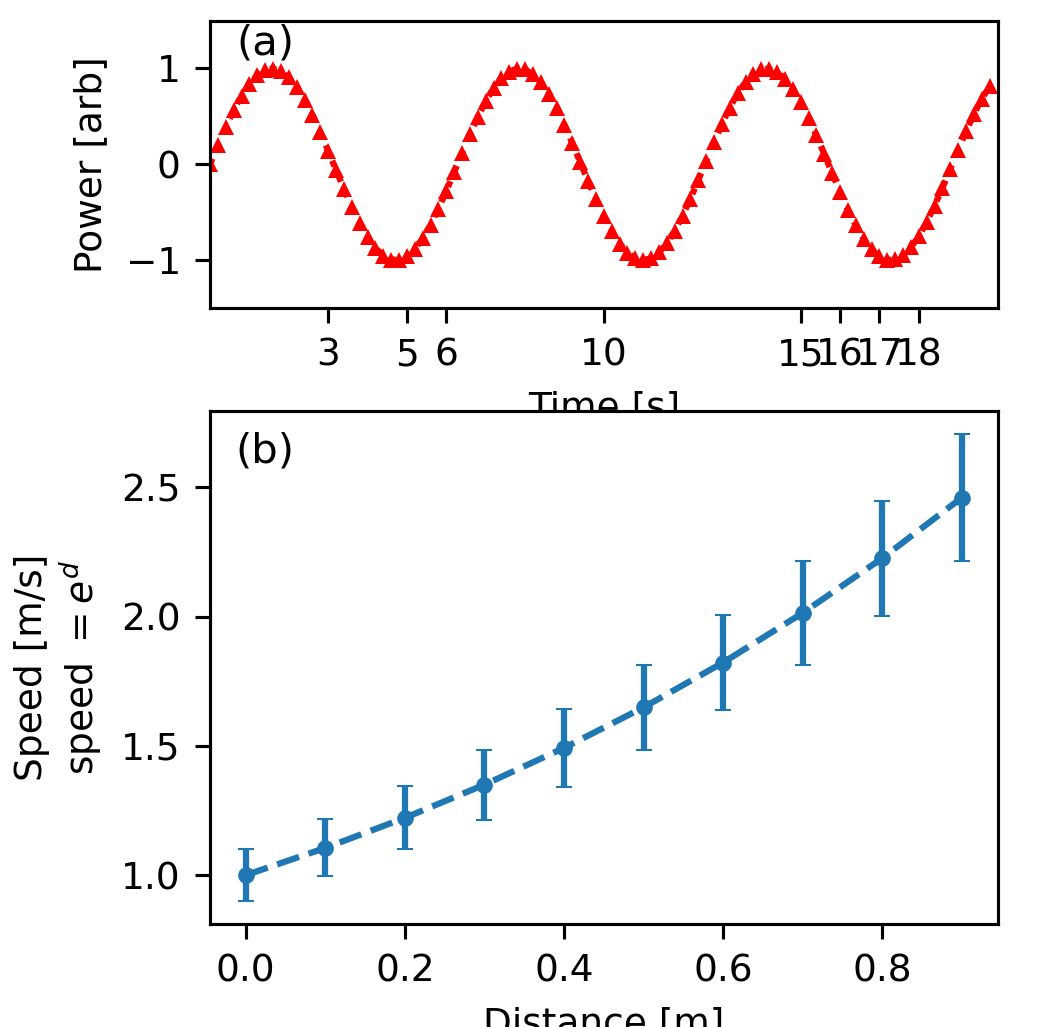 (a)
Power [arb]
1
0
−1
3 5 6 10 15 16 17 18
Time [s]
(b)
Speed [m/s]
speed = e^d
2.5
2.0
1.5
1.0
0.0 0.2 0.4 0.6 0.8
Distance [m]